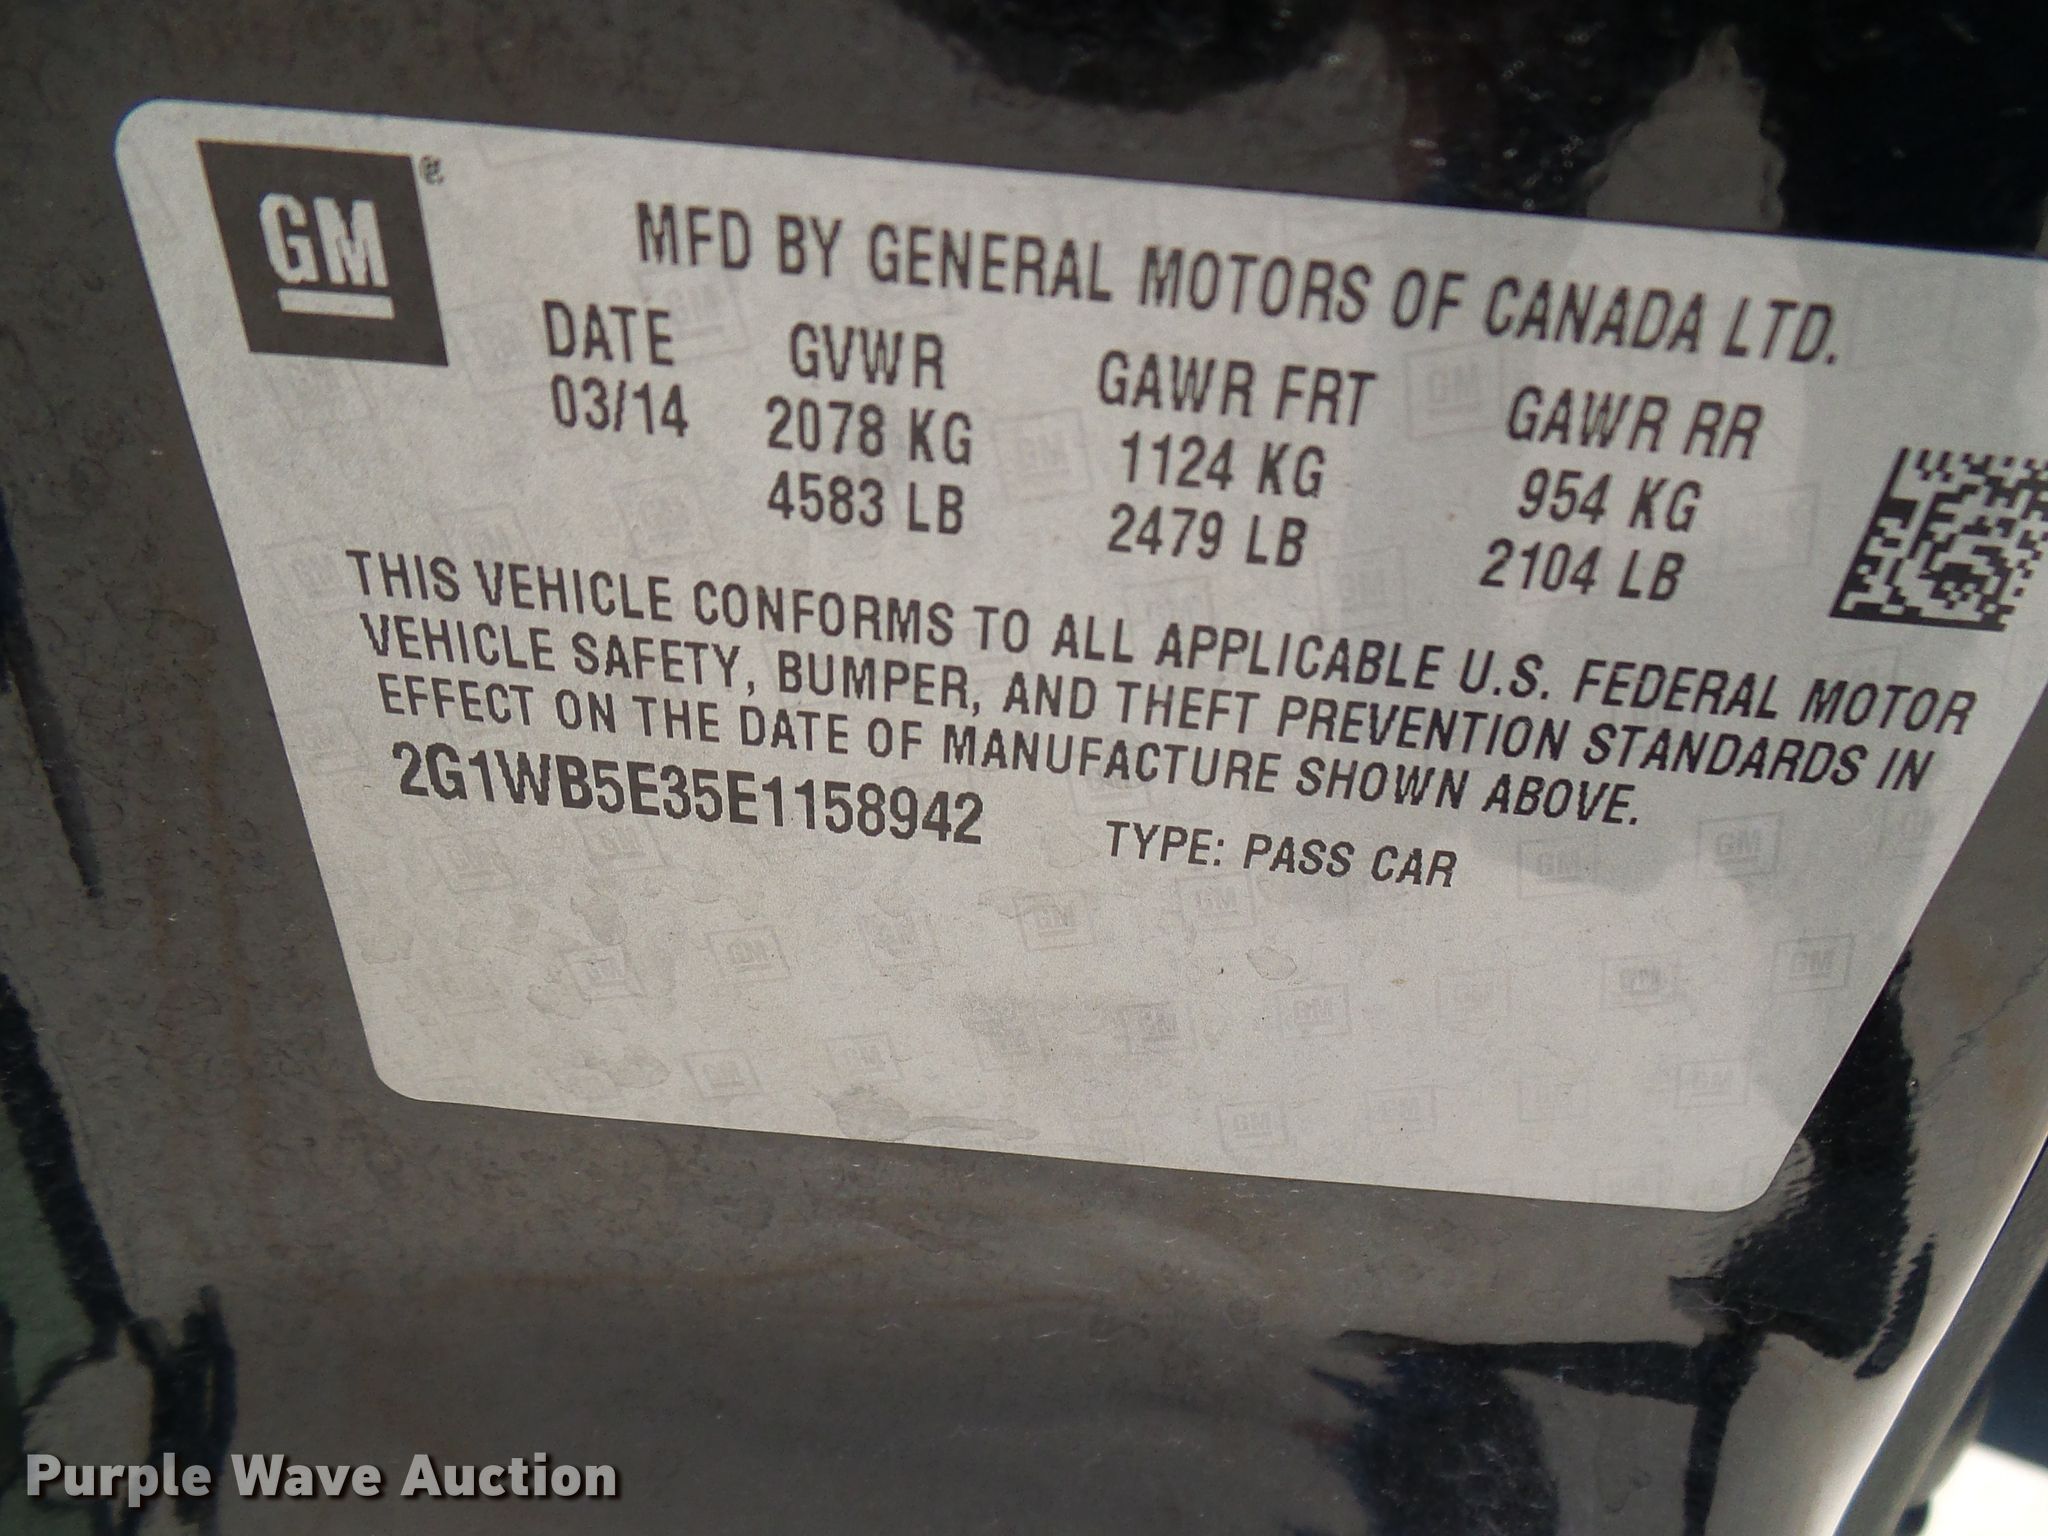 GM®
MFD BY GENERAL MOTORS OF CANADA LTD.
DATE GVWR GAWR FRT GAWR RR
03/14 2078 KG 1124 KG 954 KG
4583 LB 2479 LB 2104 LB
THIS VEHICLE CONFORMS TO ALL APPLICABLE U.S. FEDERAL MOTOR
VEHICLE SAFETY, BUMPER, AND THEFT PREVENTION STANDARDS IN
EFFECT ON THE DATE OF MANUFACTURE SHOWN ABOVE.
2G1WB5E35E1158942 TYPE: PASS CAR
Purple Wave Auction